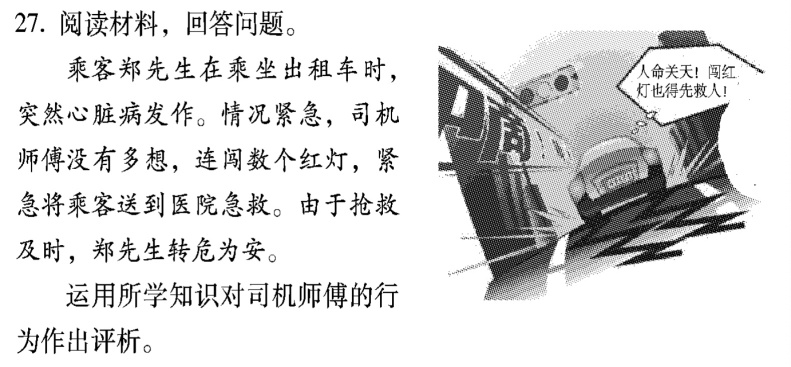 27. 阅读材料，回答问题。
乘客郑先生在乘坐出租车时，
突然心脏病发作。情况紧急，司机
师傅没有多想，连闯数个红灯，紧
急将乘客送到医院急救。由于抢救
及时，郑先生转危为安。
运用所学知识对司机师傅的行
为作出评析。
人命关天！闯红
灯也得先救人！